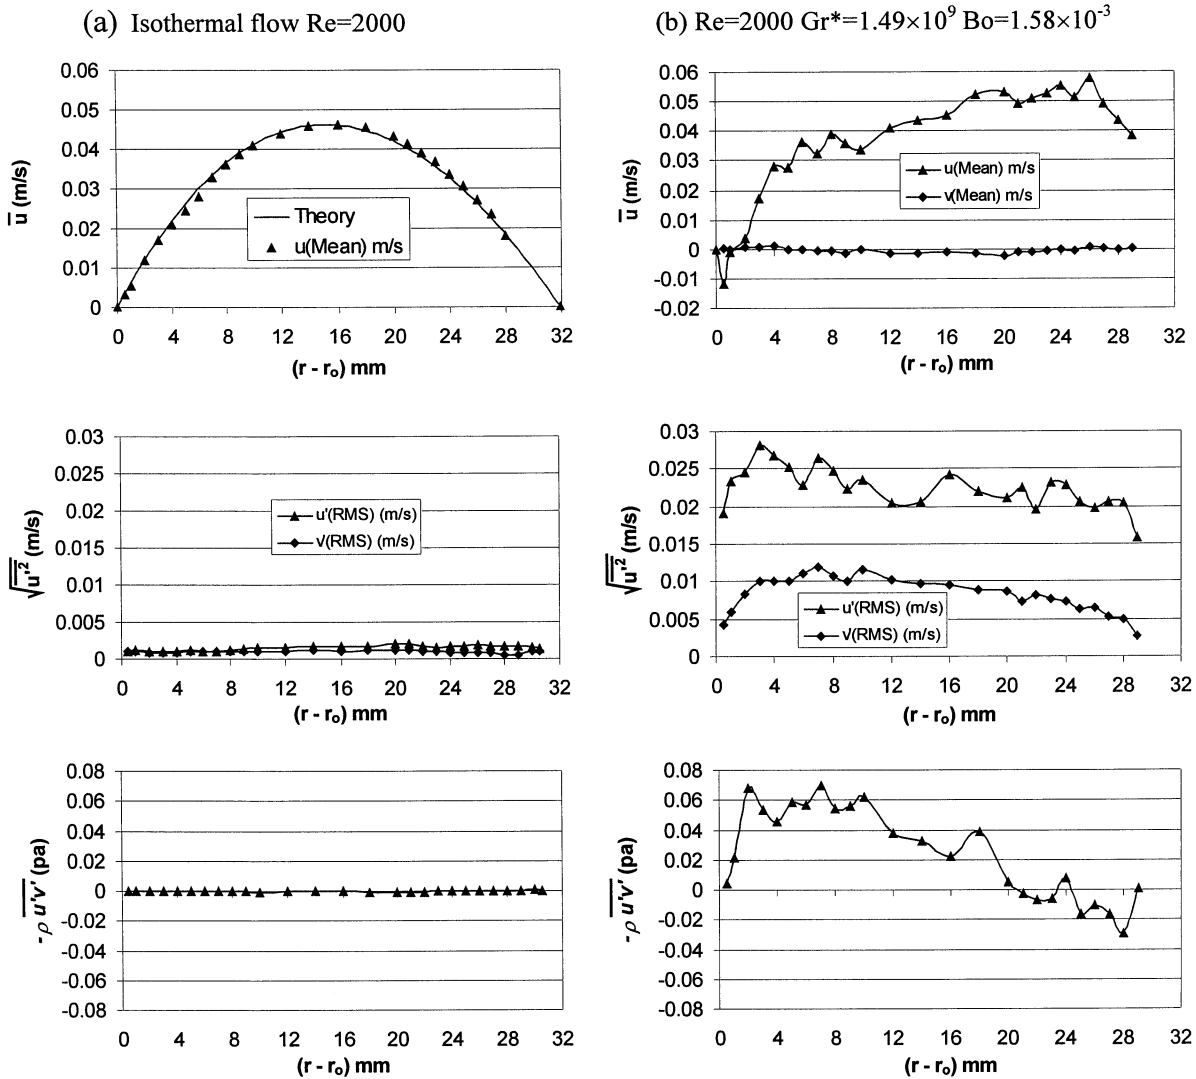 (a) Isothermal flow Re=2000
(b) Re=2000 Gr*=1.49×10⁹ Bo=1.58×10⁻³
0.06
0.05
0.04
0.03
0.02
0.01
0
u̅ (m/s)
Theory
u(Mean) m/s
0 4 8 12 16 20 24 28 32
(r - rₒ) mm
0.06
0.05
0.04
0.03
0.02
0.01
0
-0.01
-0.02
u̅ (m/s)
u(Mean) m/s
v(Mean) m/s
0 4 8 12 16 20 24 28 32
(r - rₒ) mm
0.03
0.025
0.02
0.015
0.01
0.005
0
√u'² (m/s)
u'(RMS) (m/s)
v'(RMS) (m/s)
0 4 8 12 16 20 24 28 32
(r - rₒ) mm
0.03
0.025
0.02
0.015
0.010
0.005
0
√u'² (m/s)
u'(RMS) (m/s)
v'(RMS) (m/s)
0 4 8 12 16 20 24 28 32
(r - rₒ) mm
0.08
0.06
0.04
0.02
0
-0.02
-0.04
-0.06
-0.08
- ρ u'v' (pa)
0 4 8 12 16 20 24 28 32
(r - rₒ) mm
0.08
0.06
0.04
0.02
0
-0.02
-0.04
-0.06
-0.08
- ρ u'v' (pa)
0 4 8 12 16 20 24 28 32
(r - rₒ) mm